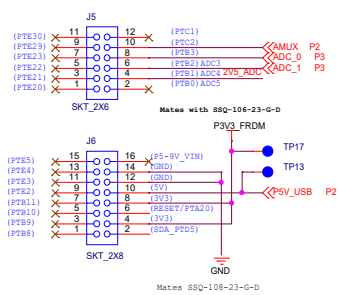 J5
(PTE30) 11 12 (PTC1)
(PTE29) 9 10 (PTC2) AMUX P2
(PTE23) 7 8 (PTB3) ADC_0 P3
(PTE22) 5 6 (PTB2)ADC3 ADC_1 P3
(PTE21) 3 4 (PTB1)ADC4 2V5_ADC
(PTE20) 1 2 (PTB0)ADC5
SKT_2X6
Mates with SSQ-106-23-G-D
P3V3_FRDM
J6
TP17
(PTE5) 15 16 (P5-9V_VIN)
(PTE4) 13 14 (GND) TP13
(PTE3) 11 12 (GND)
(PTE2) 9 10 (5V) P5V_USB P2
(PTB11) 7 8 (3V3)
(PTB10) 5 6 (RESET/PTA20)
(PTB9) 3 4 (3V3)
(PTB8) 1 2 (SDA_PTD5)
SKT_2X8
GND
Mates SSQ-108-23-G-D